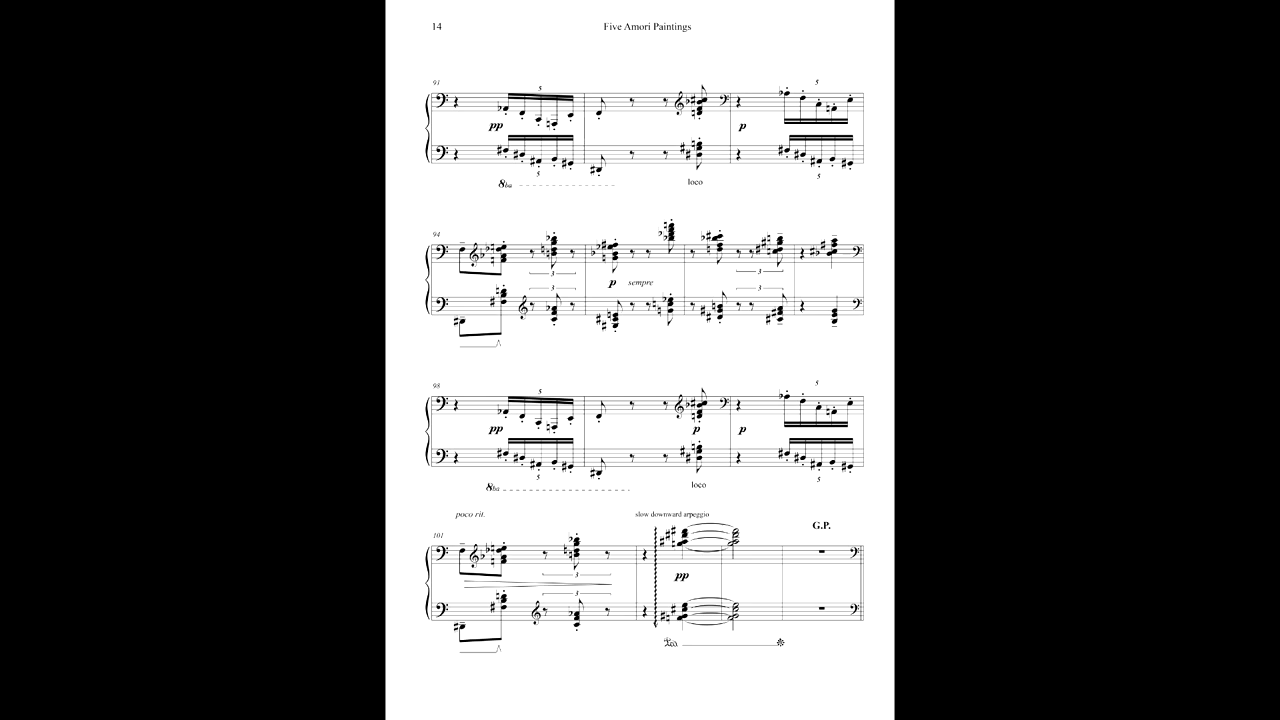 14 Five Amori Paintings
91
5 5
pp p
5 5
8ba loco
94
3 3
p sempre
3 3
98
5 5
pp p p
5 5
8ba loco
poco rit. slow downward arpeggio
G.P.
101
3
pp
3
Ped.